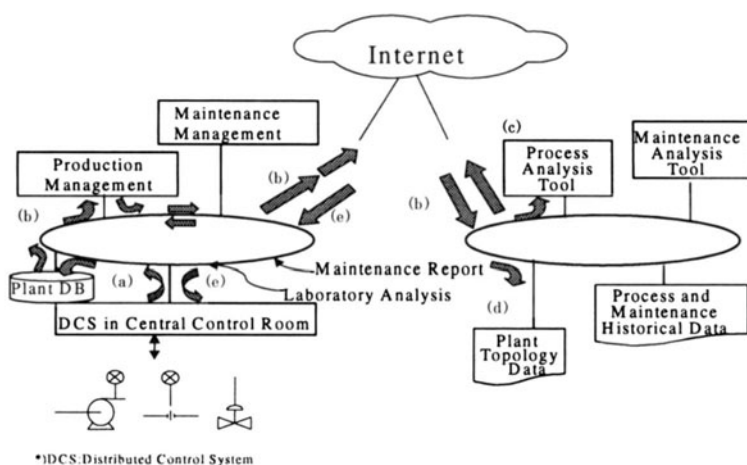 Internet
Maintenance
Management
Production
Management
(b)
(b)
(e)
(c)
Process
Analysis
Tool
Maintenance
Analysis
Tool
(b)
Plant DB
(a)
(e)
Maintenance Report
Laboratory Analysis
DCS in Central Control Room
(d)
Plant
Topology
Data
Process and
Maintenance
Historical Data
*)DCS:Distributed Control System